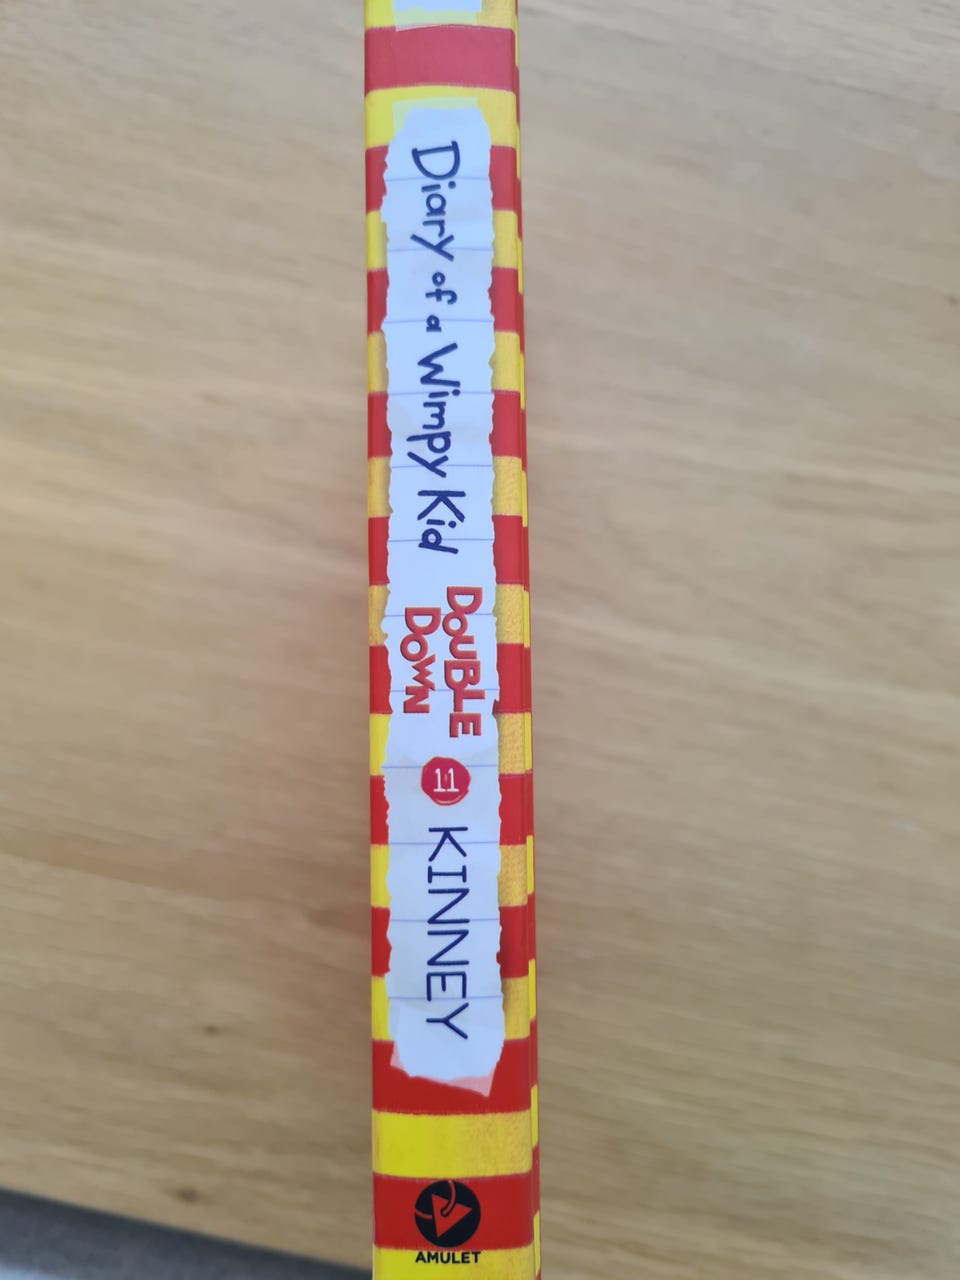 Diary of a Wimpy Kid
DOUBLE
DOWN
11
KINNEY
AMULET